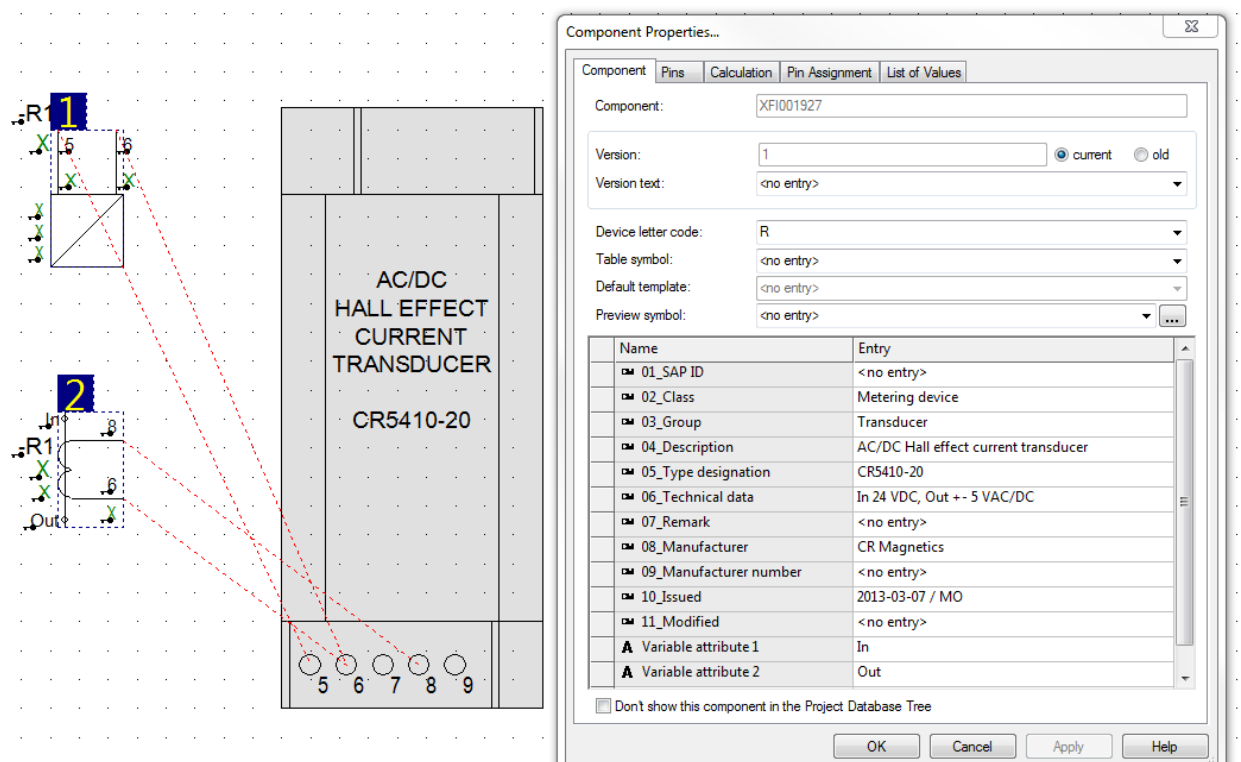 -R1
1
X
5
6
X
X
X
X
X
2
In
8
-R1
X
X
6
X
Out
AC/DC
HALL EFFECT
CURRENT
TRANSDUCER
CR5410-20
5 6 7 8 9
Component Properties...
Component Pins Calculation Pin Assignment List of Values
Component: XFI001927
Version: 1 current old
Version text: <no entry>
Device letter code: R
Table symbol: <no entry>
Default template: <no entry>
Preview symbol: <no entry> ...
Name Entry
01_SAP ID <no entry>
02_Class Metering device
03_Group Transducer
04_Description AC/DC Hall effect current transducer
05_Type designation CR5410-20
06_Technical data In 24 VDC, Out +- 5 VAC/DC
07_Remark <no entry>
08_Manufacturer CR Magnetics
09_Manufacturer number <no entry>
10_Issued 2013-03-07 / MO
11_Modified <no entry>
A Variable attribute 1 In
A Variable attribute 2 Out
Don't show this component in the Project Database Tree
OK Cancel Apply Help